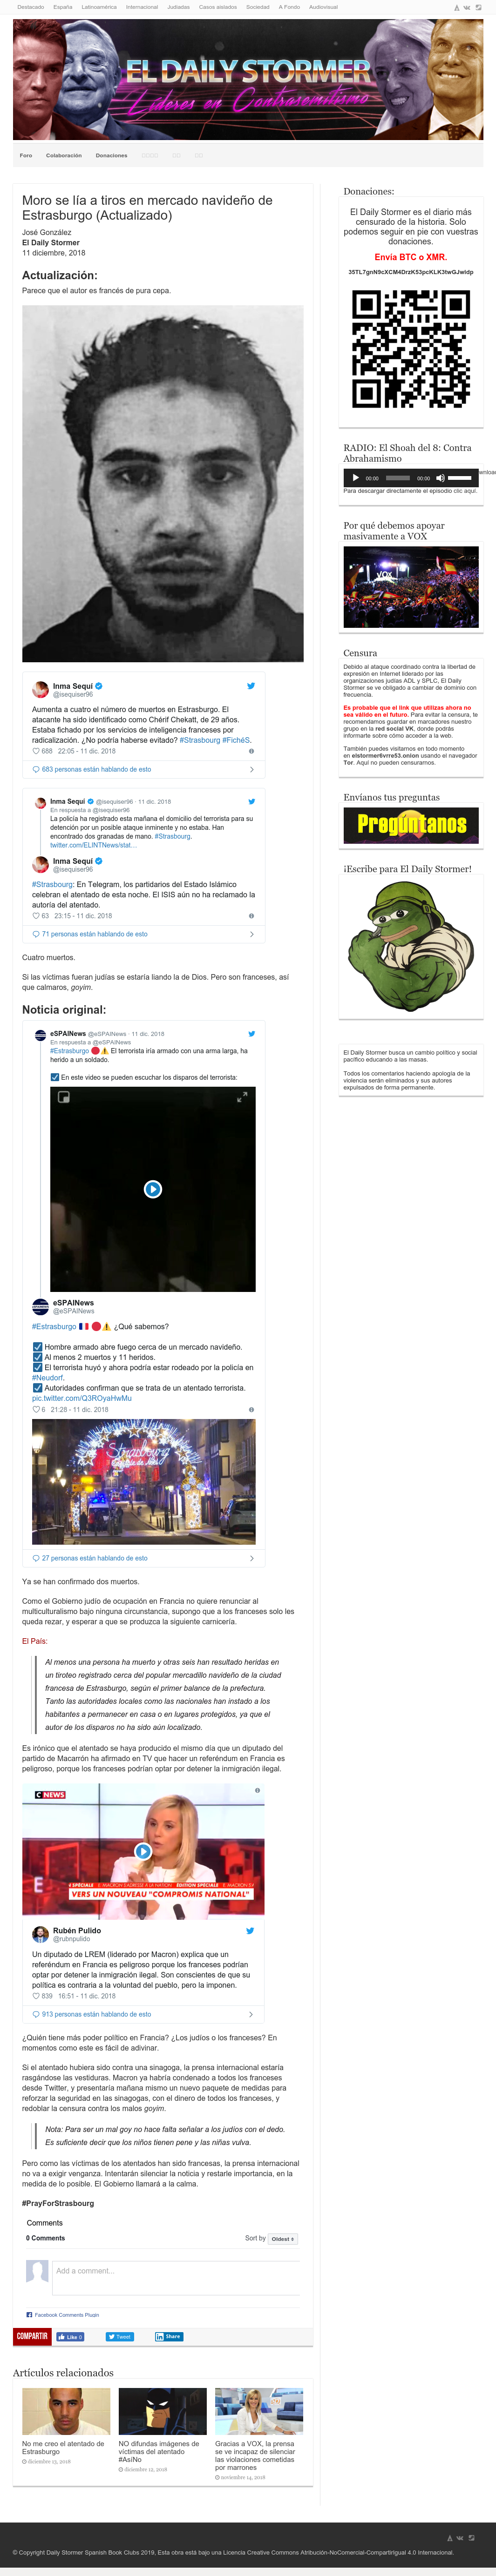 Destacado España Latinoamérica Internacional Judiadas Casos aislados Sociedad A Fondo Audiovisual
EL DAILY STORMER
Líderes en Contrasemitismo
Foro Colaboración Donaciones
Moro se lía a tiros en mercado navideño de
Estrasburgo (Actualizado)
José González
El Daily Stormer
11 diciembre, 2018
Actualización:
Parece que el autor es francés de pura cepa.
Inma Sequí
@isequiser96
Aumenta a cuatro el número de muertos en Estrasburgo. El
atacante ha sido identificado como Chérif Chekatt, de 29 años.
Estaba fichado por los servicios de inteligencia franceses por
radicalización. ¿No podría haberse evitado? #Strasbourg #FichéS.
688 22:05 - 11 dic. 2018
683 personas están hablando de esto
Inma Sequí @isequiser96 · 11 dic. 2018
En respuesta a @isequiser96
La policía ha registrado esta mañana el domicilio del terrorista para su
detención por un posible ataque inminente y no estaba. Han
encontrado dos granadas de mano. #Strasbourg.
twitter.com/ELINTNews/stat…
Inma Sequí
@isequiser96
#Strasbourg: En Telegram, los partidarios del Estado Islámico
celebran el atentado de esta noche. El ISIS aún no ha reclamado la
autoría del atentado.
63 23:15 - 11 dic. 2018
71 personas están hablando de esto
Cuatro muertos.
Si las víctimas fueran judías se estaría liando la de Dios. Pero son franceses, así
que calmaros, goyim.
Noticia original:
eSPAINews @eSPAINews · 11 dic. 2018
En respuesta a @eSPAINews
#Estrasburgo 🔴⚠️ El terrorista iría armado con una arma larga, ha
herido a un soldado.
☑️ En este video se pueden escuchar los disparos del terrorista:
eSPAINews
@eSPAINews
#Estrasburgo 🇫🇷 🔴⚠️ ¿Qué sabemos?
☑️ Hombre armado abre fuego cerca de un mercado navideño.
☑️ Al menos 2 muertos y 11 heridos.
☑️ El terrorista huyó y ahora podría estar rodeado por la policía en
#Neudorf.
☑️ Autoridades confirman que se trata de un atentado terrorista.
pic.twitter.com/Q3ROyaHwMu
6 21:28 - 11 dic. 2018
Strasbourg
27 personas están hablando de esto
Ya se han confirmado dos muertos.
Como el Gobierno judío de ocupación en Francia no quiere renunciar al
multiculturalismo bajo ninguna circunstancia, supongo que a los franceses solo les
queda rezar, y esperar a que se produzca la siguiente carnicería.
El País:
Al menos una persona ha muerto y otras seis han resultado heridas en
un tiroteo registrado cerca del popular mercadillo navideño de la ciudad
francesa de Estrasburgo, según el primer balance de la prefectura.
Tanto las autoridades locales como las nacionales han instado a los
habitantes a permanecer en casa o en lugares protegidos, ya que el
autor de los disparos no ha sido aún localizado.
Es irónico que el atentado se haya producido el mismo día que un diputado del
partido de Macarrón ha afirmado en TV que hacer un referéndum en Francia es
peligroso, porque los franceses podrían optar por detener la inmigración ilegal.
CNEWS
VERS UN NOUVEAU "COMPROMIS NATIONAL"
Rubén Pulido
@rubnpulido
Un diputado de LREM (liderado por Macron) explica que un
referéndum en Francia es peligroso porque los franceses podrían
optar por detener la inmigración ilegal. Son conscientes de que su
política es contraria a la voluntad del pueblo, pero la imponen.
839 16:51 - 11 dic. 2018
913 personas están hablando de esto
¿Quién tiene más poder político en Francia? ¿Los judíos o los franceses? En
momentos como este es fácil de adivinar.
Si el atentado hubiera sido contra una sinagoga, la prensa internacional estaría
rasgándose las vestiduras. Macron ya habría condenado a todos los franceses
desde Twitter, y presentaría mañana mismo un nuevo paquete de medidas para
reforzar la seguridad en las sinagogas, con el dinero de todos los franceses, y
redoblar la censura contra los malos goyim.
Nota: Para ser un mal goy no hace falta señalar a los judíos con el dedo.
Es suficiente decir que los niños tienen pene y las niñas vulva.
Pero como las víctimas de los atentados han sido francesas, la prensa internacional
no va a exigir venganza. Intentarán silenciar la noticia y restarle importancia, en la
medida de lo posible. El Gobierno llamará a la calma.
#PrayForStrasbourg
Comments
0 Comments Sort by Oldest
Add a comment...
Facebook Comments Plugin
COMPARTIR Like 0 Tweet Share
Artículos relacionados
No me creo el atentado de
Estrasburgo
diciembre 13, 2018
NO difundas imágenes de
víctimas del atentado
#AsíNo
diciembre 12, 2018
Gracias a VOX, la prensa
se ve incapaz de silenciar
las violaciones cometidas
por marrones
noviembre 14, 2018
Donaciones:
El Daily Stormer es el diario más
censurado de la historia. Solo
podemos seguir en pie con vuestras
donaciones.
Envía BTC o XMR.
35TL7gnN9cXCM4DrzK53pcKLK3twGJwidp
RADIO: El Shoah del 8: Contra
Abrahamismo
00:00 00:00
Para descargar directamente el episodio clic aquí.
Por qué debemos apoyar
masivamente a VOX
VOX
Censura
Debido al ataque coordinado contra la libertad de
expresión en Internet liderado por las
organizaciones judías ADL y SPLC, El Daily
Stormer se ve obligado a cambiar de dominio con
frecuencia.
Es probable que el link que utilizas ahora no
sea válido en el futuro. Para evitar la censura, te
recomendamos guardar en marcadores nuestro
grupo en la red social VK, donde podrás
informarte sobre cómo acceder a la web.
También puedes visitarnos en todo momento
en elstormer6vrre53.onion usando el navegador
Tor. Aquí no pueden censurarnos.
Envíanos tus preguntas
Pregúntanos
¡Escribe para El Daily Stormer!
El Daily Stormer busca un cambio político y social
pacífico educando a las masas.
Todos los comentarios haciendo apología de la
violencia serán eliminados y sus autores
expulsados de forma permanente.
© Copyright Daily Stormer Spanish Book Clubs 2019, Esta obra está bajo una Licencia Creative Commons Atribución-NoComercial-CompartirIgual 4.0 Internacional.